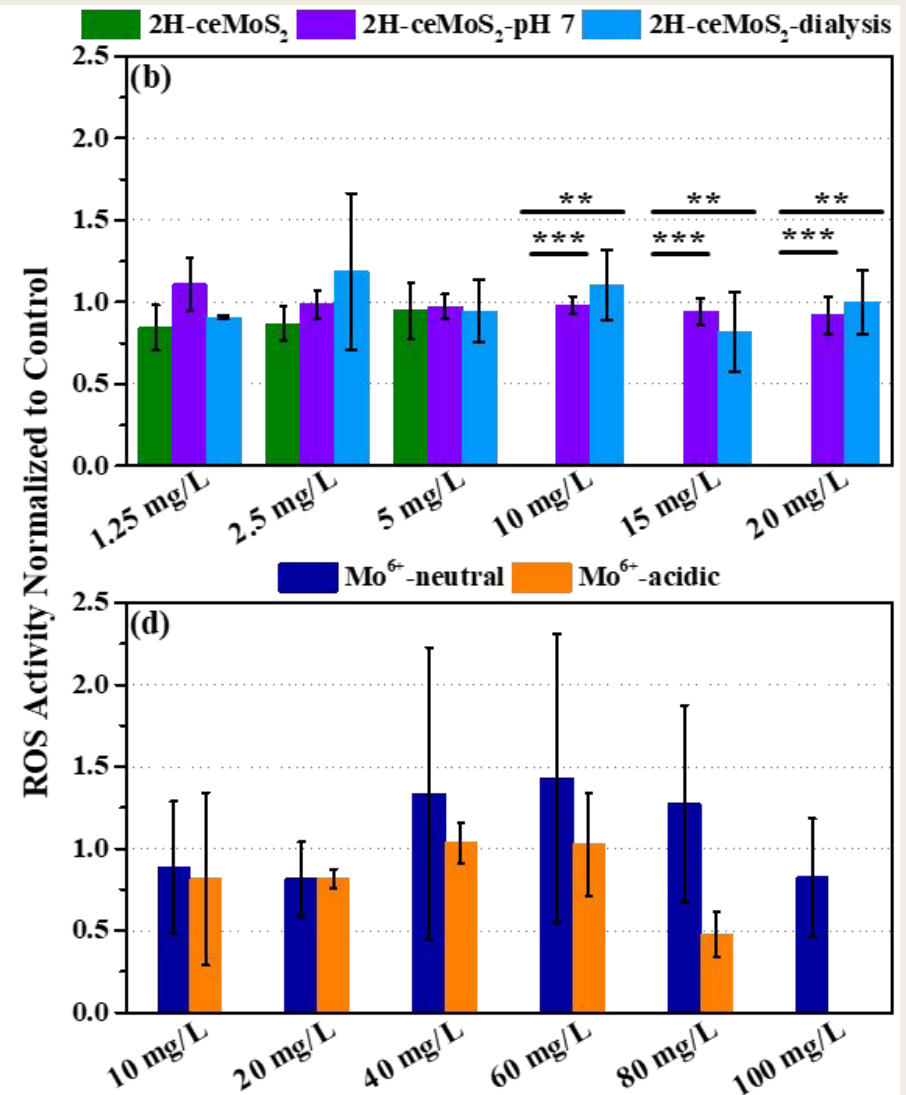 2H-ceMoS₂ 2H-ceMoS₂-pH 7 2H-ceMoS₂-dialysis
ROS Activity Normalized to Control
(b)
2.5
2.0
1.5
1.0
0.5
0.0
** ** **
*** *** ***
1.25 mg/L 2.5 mg/L 5 mg/L 10 mg/L 15 mg/L 20 mg/L
Mo⁶⁺-neutral Mo⁶⁺-acidic
(d)
2.5
2.0
1.5
1.0
0.5
0.0
10 mg/L 20 mg/L 40 mg/L 60 mg/L 80 mg/L 100 mg/L